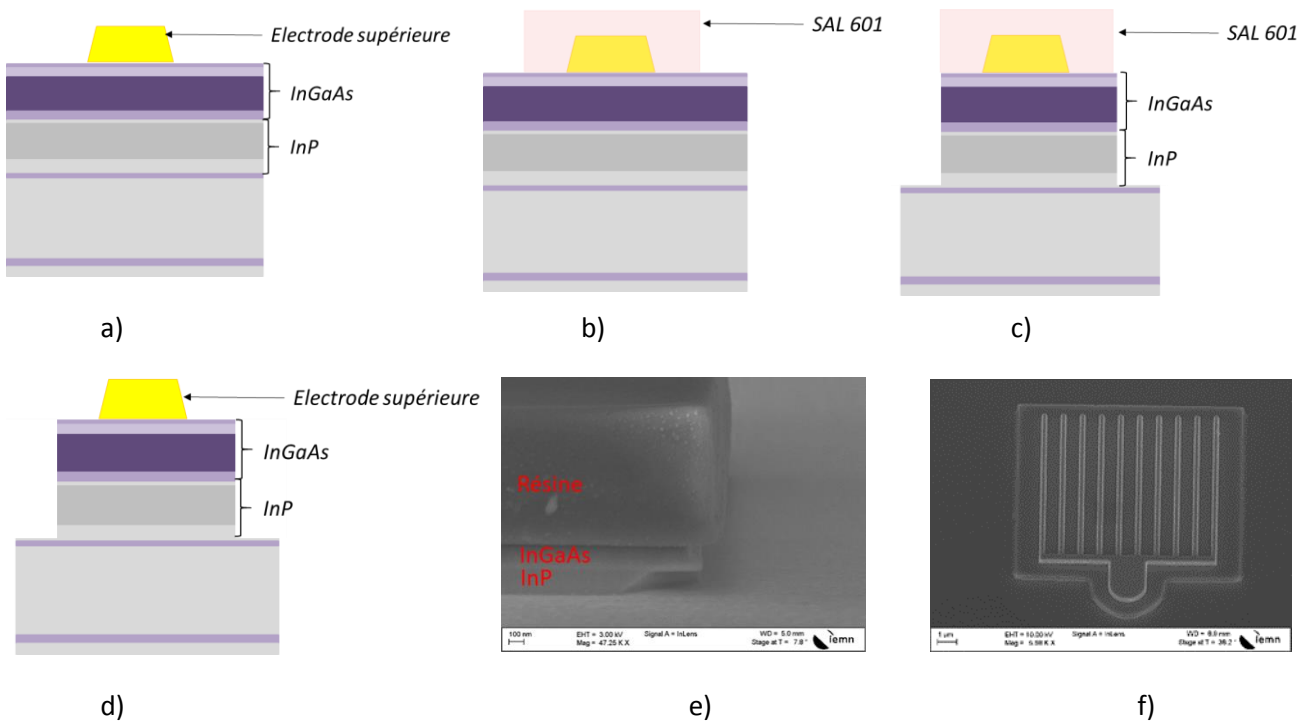 Electrode supérieure
InGaAs
InP
a)
SAL 601
b)
SAL 601
InGaAs
InP
c)
Electrode supérieure
InGaAs
InP
d)
Résine
InGaAs
InP
100 nm
EHT = 3.00 kV
Mag = 47.25 K X
Signal A = InLens
WD = 5.0 mm
Stage at T = 7.8 °
iemn
e)
1 µm
EHT = 10.00 kV
Mag = 5.58 K X
Signal A = InLens
WD = 8.9 mm
Stage at T = 36.2 °
iemn
f)